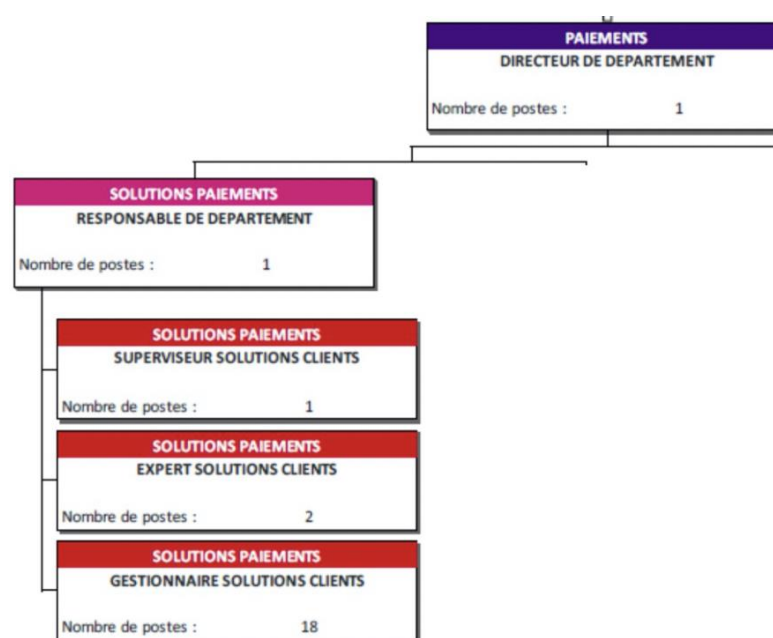 PAIEMENTS
DIRECTEUR DE DEPARTEMENT
Nombre de postes : 1
SOLUTIONS PAIEMENTS
RESPONSABLE DE DEPARTEMENT
Nombre de postes : 1
SOLUTIONS PAIEMENTS
SUPERVISEUR SOLUTIONS CLIENTS
Nombre de postes : 1
SOLUTIONS PAIEMENTS
EXPERT SOLUTIONS CLIENTS
Nombre de postes : 2
SOLUTIONS PAIEMENTS
GESTIONNAIRE SOLUTIONS CLIENTS
Nombre de postes : 18